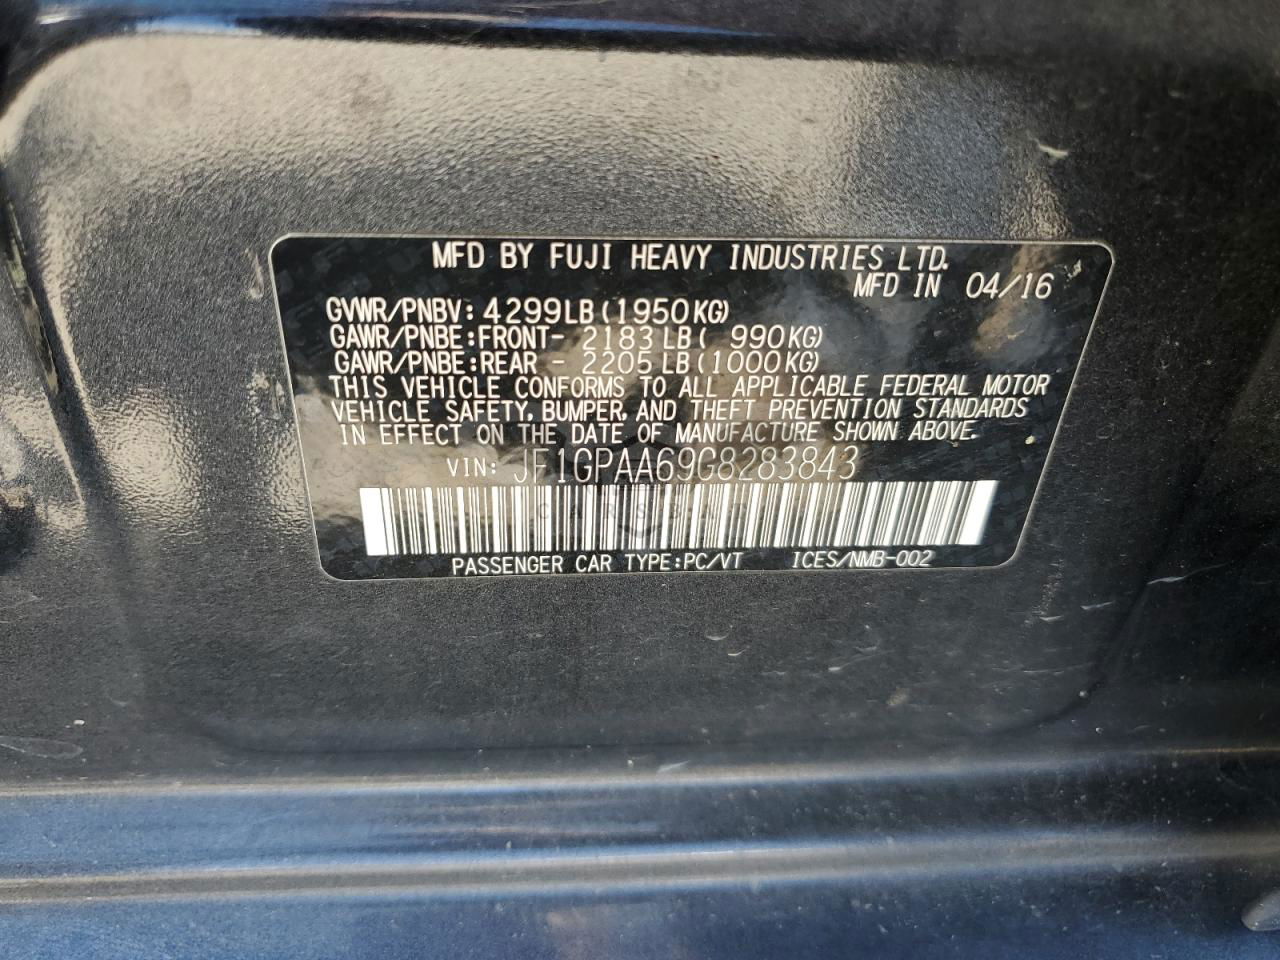 MFD BY FUJI HEAVY INDUSTRIES LTD.
MFD IN 04/16
GVWR/PNBV: 4299LB(1950KG)
GAWR/PNBE:FRONT- 2183LB( 990KG)
GAWR/PNBE:REAR - 2205LB(1000KG)
THIS VEHICLE CONFORMS TO ALL APPLICABLE FEDERAL MOTOR
VEHICLE SAFETY, BUMPER, AND THEFT PREVENTION STANDARDS
IN EFFECT ON THE DATE OF MANUFACTURE SHOWN ABOVE.
VIN: JF1GPAA69G8283843
PASSENGER CAR TYPE:PC/VT ICES/NMB-002